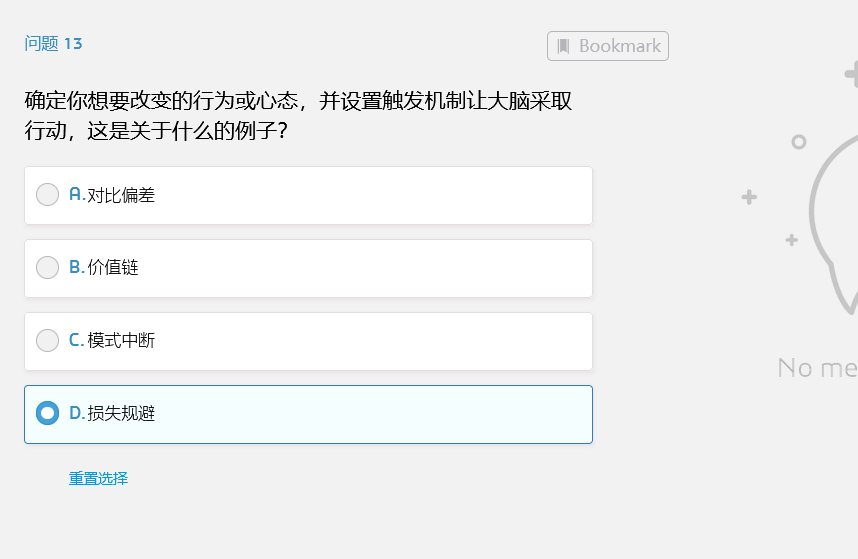 问题 13
Bookmark
确定你想要改变的行为或心态，并设置触发机制让大脑采取
行动，这是关于什么的例子？
A.对比偏差
B.价值链
C.模式中断
D.损失规避
重置选择
No me